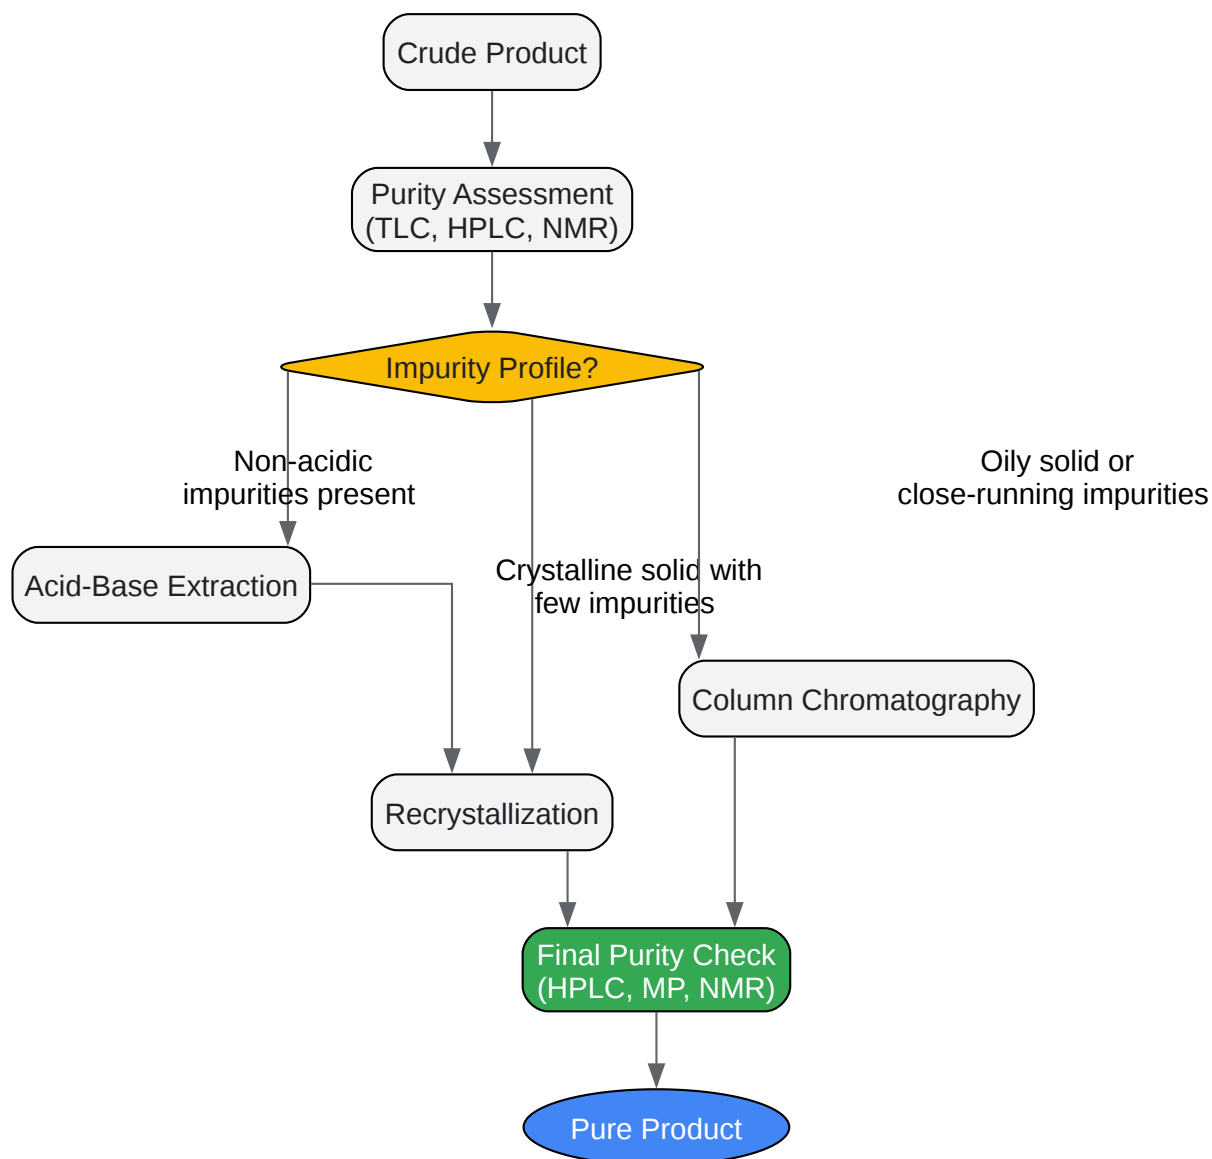 Crude Product
Purity Assessment
(TLC, HPLC, NMR)
Impurity Profile?
Non-acidic
impurities present
Oily solid or
close-running impurities
Acid-Base Extraction
Crystalline solid with
few impurities
Column Chromatography
Recrystallization
Final Purity Check
(HPLC, MP, NMR)
Pure Product